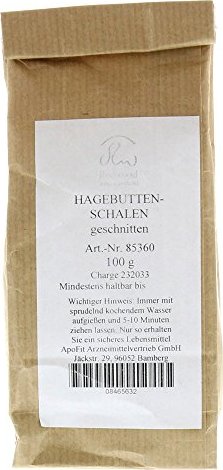 HAGEBUTTEN-
SCHALEN
geschnitten
Art.-Nr. 85360
100 g
Charge 232033
Mindestens haltbar bis
Wichtiger Hinweis: Immer mit
sprudelnd kochendem Wasser
aufgießen und 5-10 Minuten
ziehen lassen. Nur so erhalten
Sie ein sicheres Lebensmittel
ApoFit Arzneimittelvertrieb GmbH
Jäckstr. 29, 96052 Bamberg
08465632